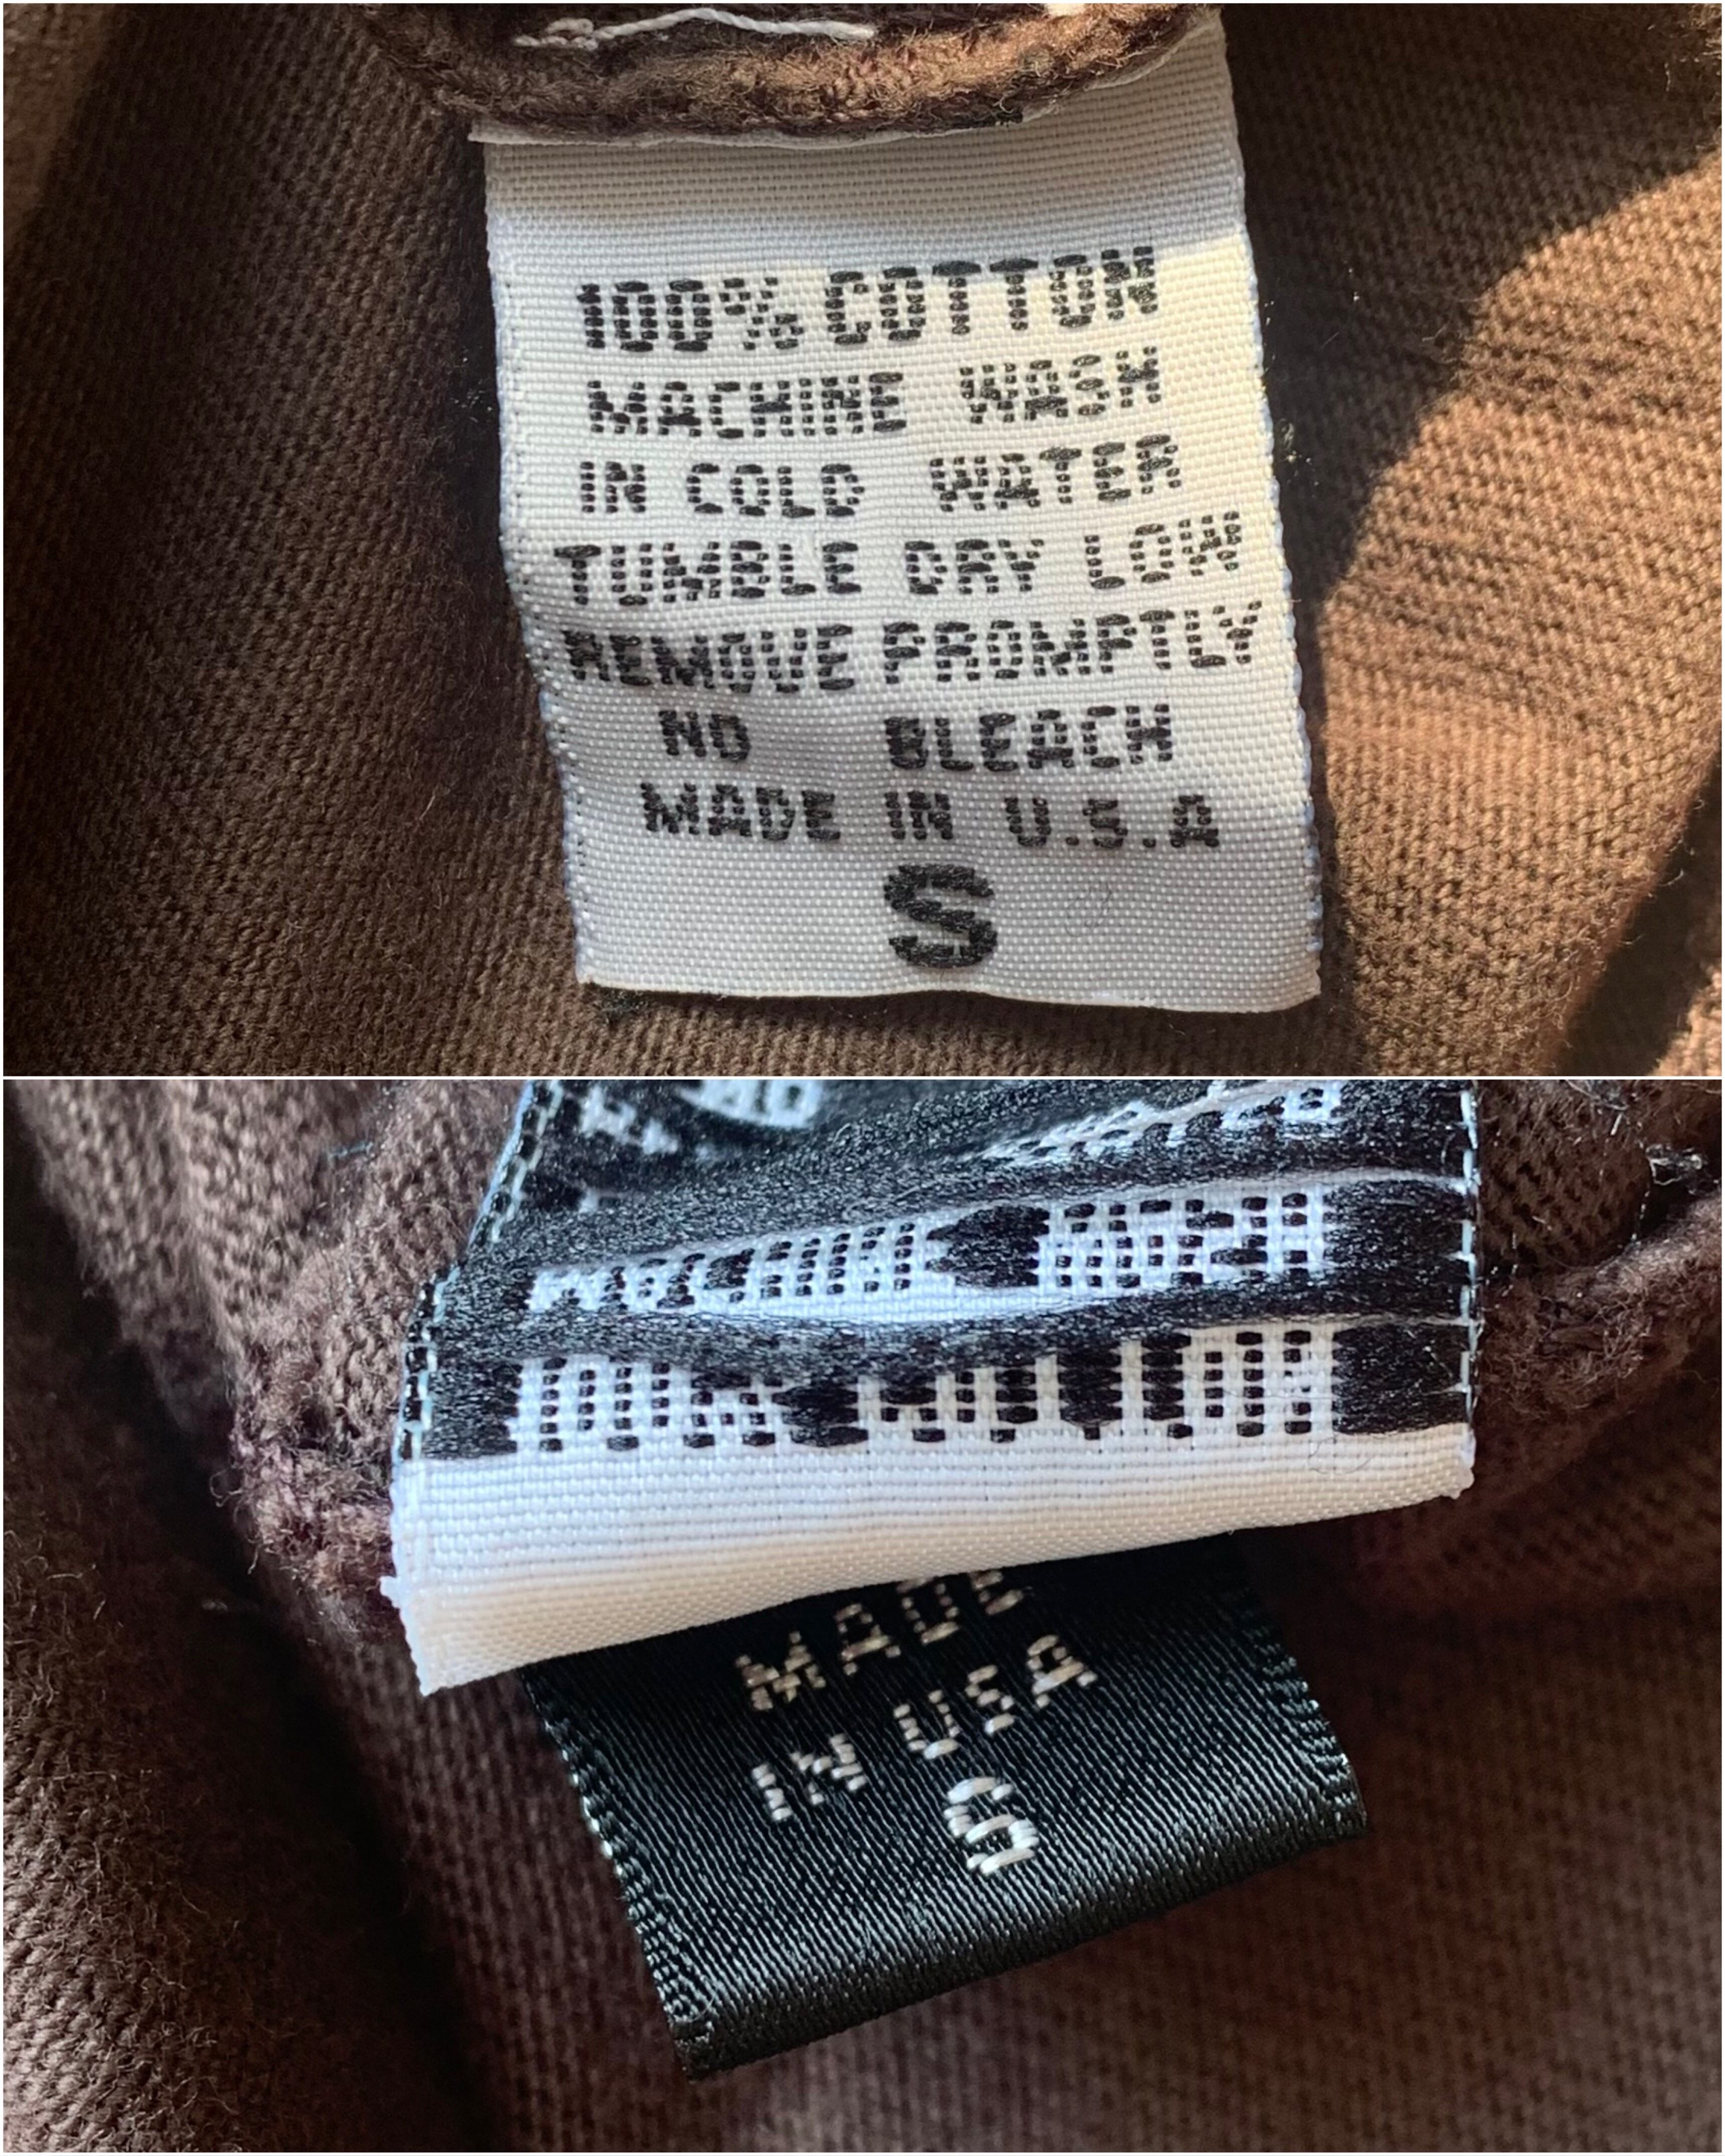 100% COTTON
MACHINE WASH
IN COLD WATER
TUMBLE DRY LOW
REMOVE PROMPTLY
NO BLEACH
MADE IN U.S.A
S
MADE
IN USA
S